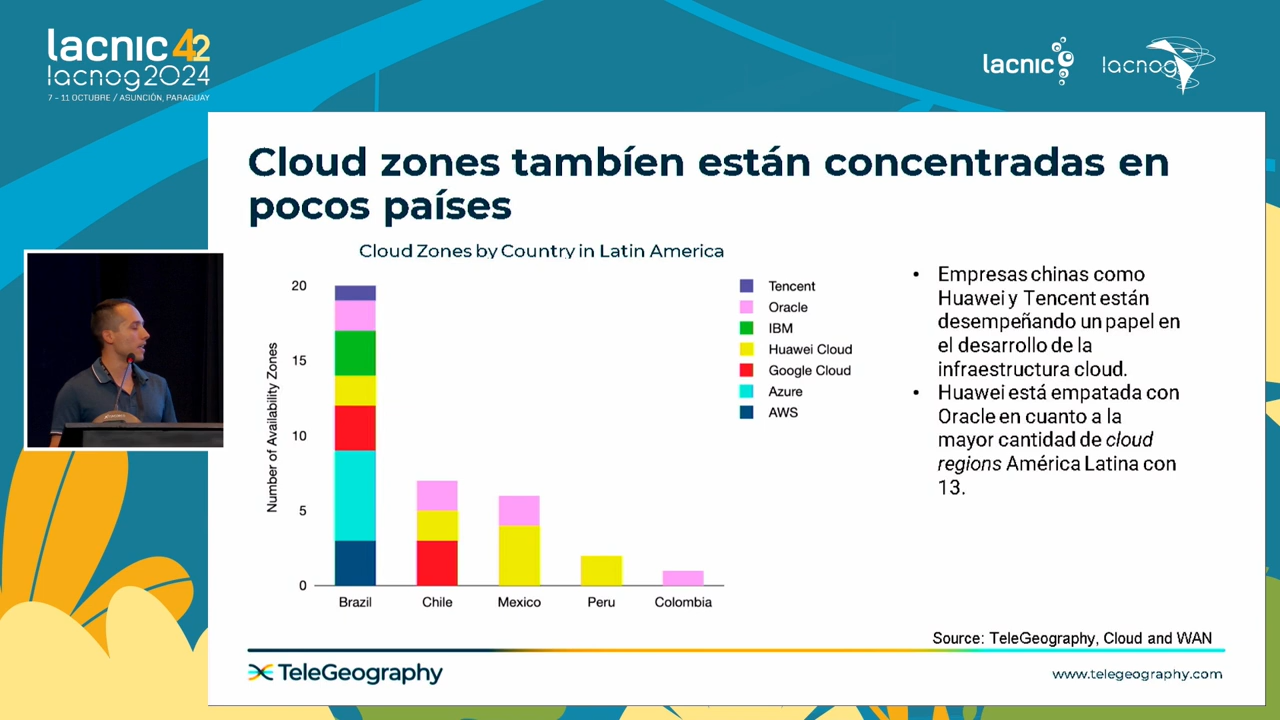 lacnic 42
lacnog2024
7 - 11 OCTUBRE / ASUNCIÓN, PARAGUAY
lacnic
lacnog
Cloud zones tambíen están concentradas en
pocos países
Cloud Zones by Country in Latin America
Number of Availability Zones
20
15
10
5
0
Brazil
Chile
Mexico
Peru
Colombia
Tencent
Oracle
IBM
Huawei Cloud
Google Cloud
Azure
AWS
• Empresas chinas como
Huawei y Tencent están
desempeñando un papel en
el desarrollo de la
infraestructura cloud.
• Huawei está empatada con
Oracle en cuanto a la
mayor cantidad de cloud
regions América Latina con
13.
Source: TeleGeography, Cloud and WAN
TeleGeography
www.telegeography.com